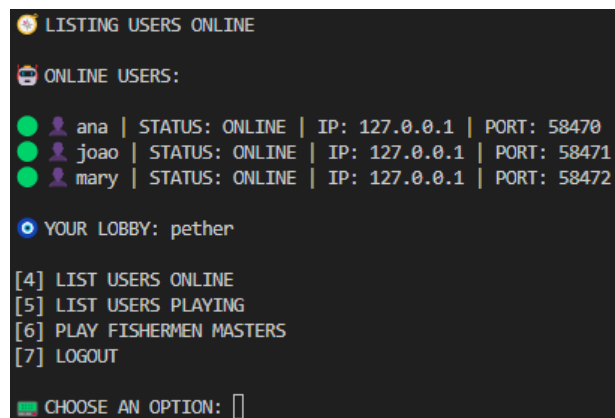 LISTING USERS ONLINE
ONLINE USERS:
ana | STATUS: ONLINE | IP: 127.0.0.1 | PORT: 58470
joao | STATUS: ONLINE | IP: 127.0.0.1 | PORT: 58471
mary | STATUS: ONLINE | IP: 127.0.0.1 | PORT: 58472
YOUR LOBBY: pether
[4] LIST USERS ONLINE
[5] LIST USERS PLAYING
[6] PLAY FISHERMEN MASTERS
[7] LOGOUT
CHOOSE AN OPTION: